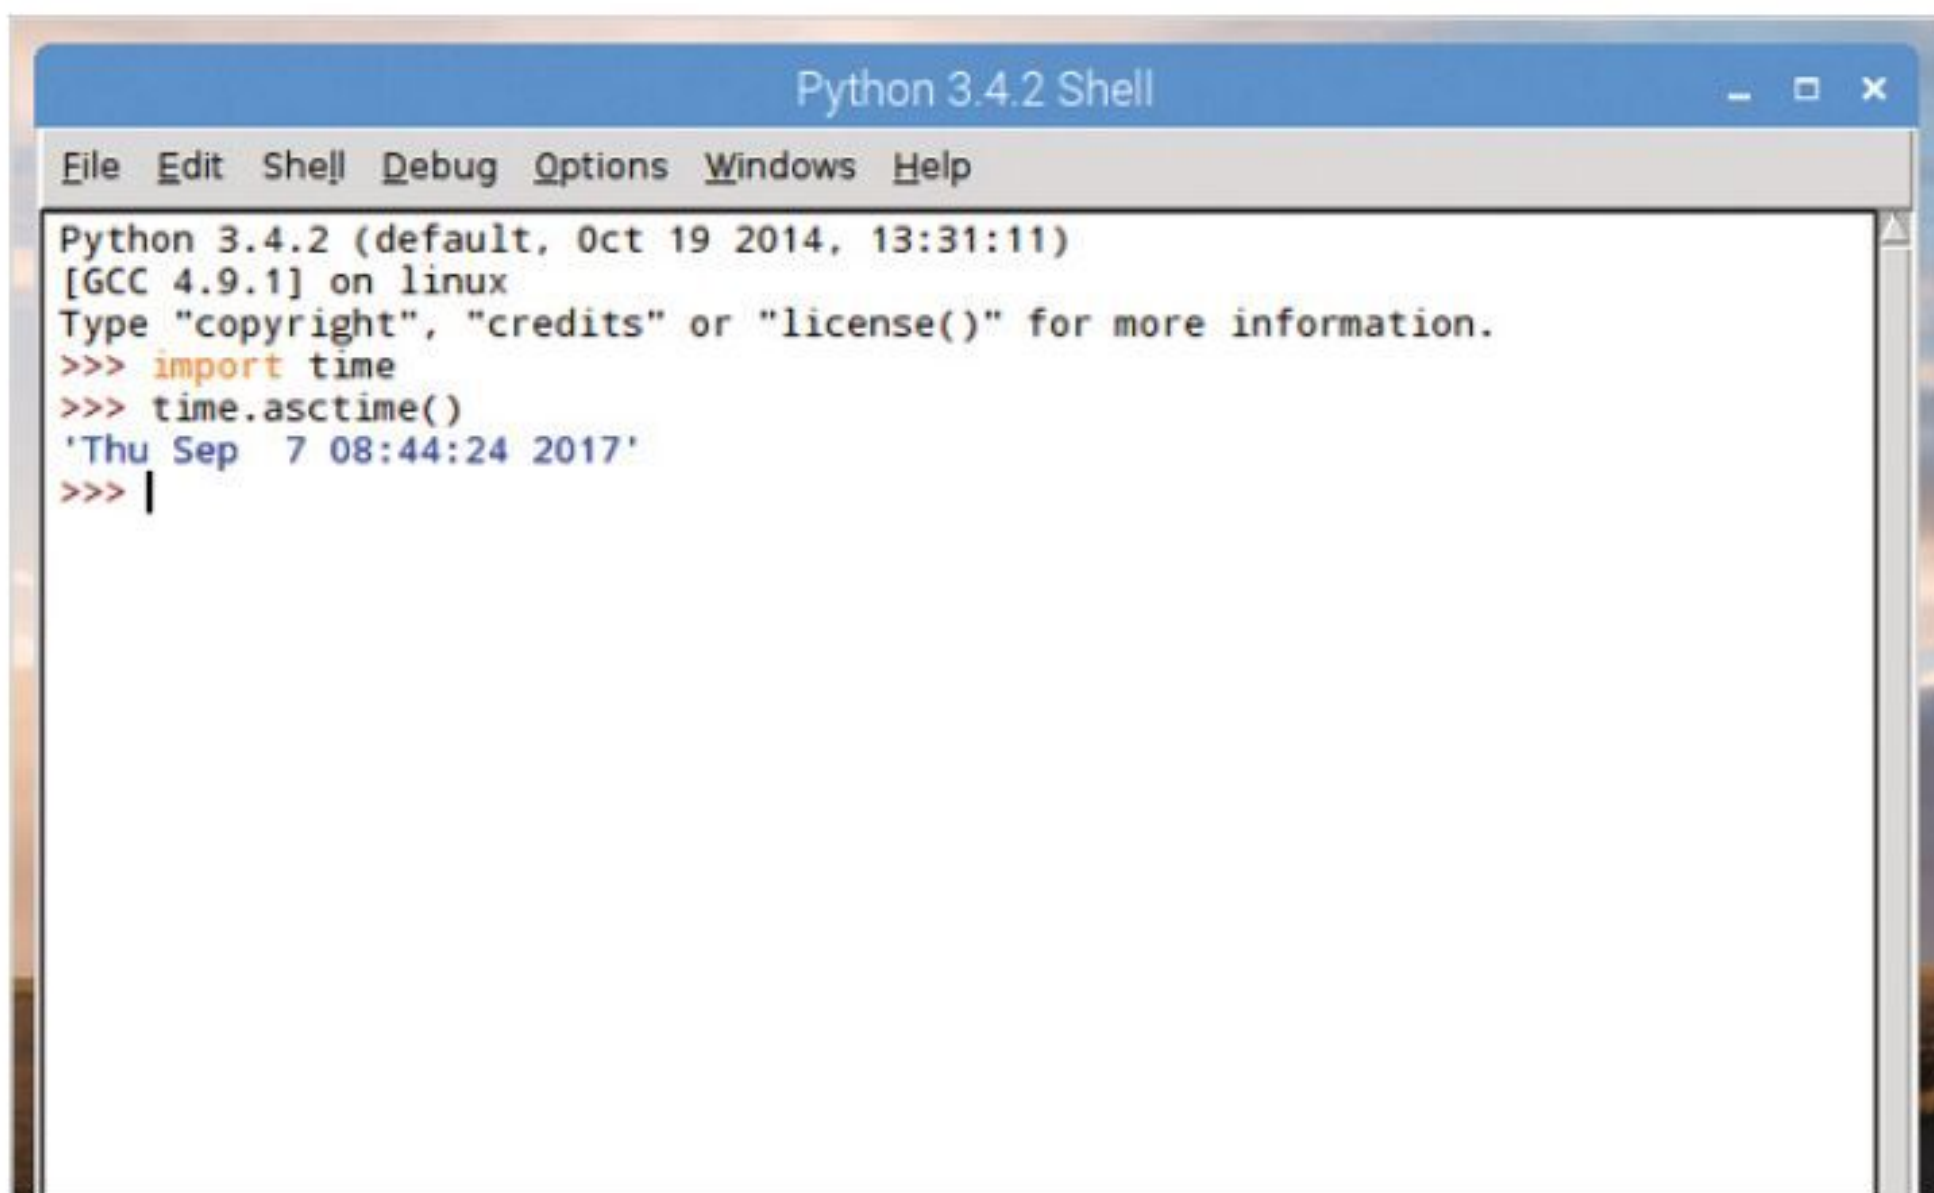 Python 3.4.2 Shell
File Edit Shell Debug Options Windows Help
Python 3.4.2 (default, Oct 19 2014, 13:31:11)
[GCC 4.9.1] on linux
Type "copyright", "credits" or "license()" for more information.
>>> import time
>>> time.asctime()
'Thu Sep  7 08:44:24 2017'
>>>